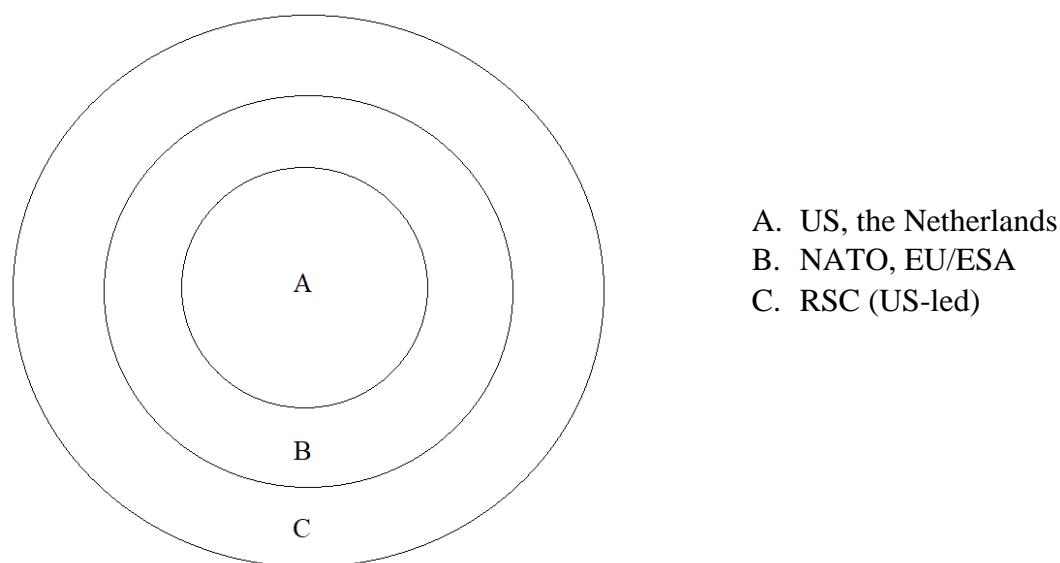 A
B
C
A. US, the Netherlands
B. NATO, EU/ESA
C. RSC (US-led)